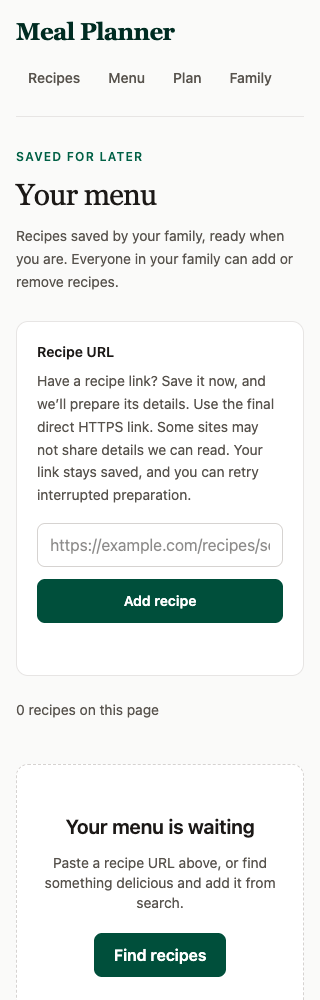 Meal Planner
Recipes Menu Plan Family
SAVED FOR LATER
Your menu
Recipes saved by your family, ready when
you are. Everyone in your family can add or
remove recipes.
Recipe URL
Have a recipe link? Save it now, and
we’ll prepare its details. Use the final
direct HTTPS link. Some sites may
not share details we can read. Your
link stays saved, and you can retry
interrupted preparation.
https://example.com/recipes/s
Add recipe
0 recipes on this page
Your menu is waiting
Paste a recipe URL above, or find
something delicious and add it from
search.
Find recipes